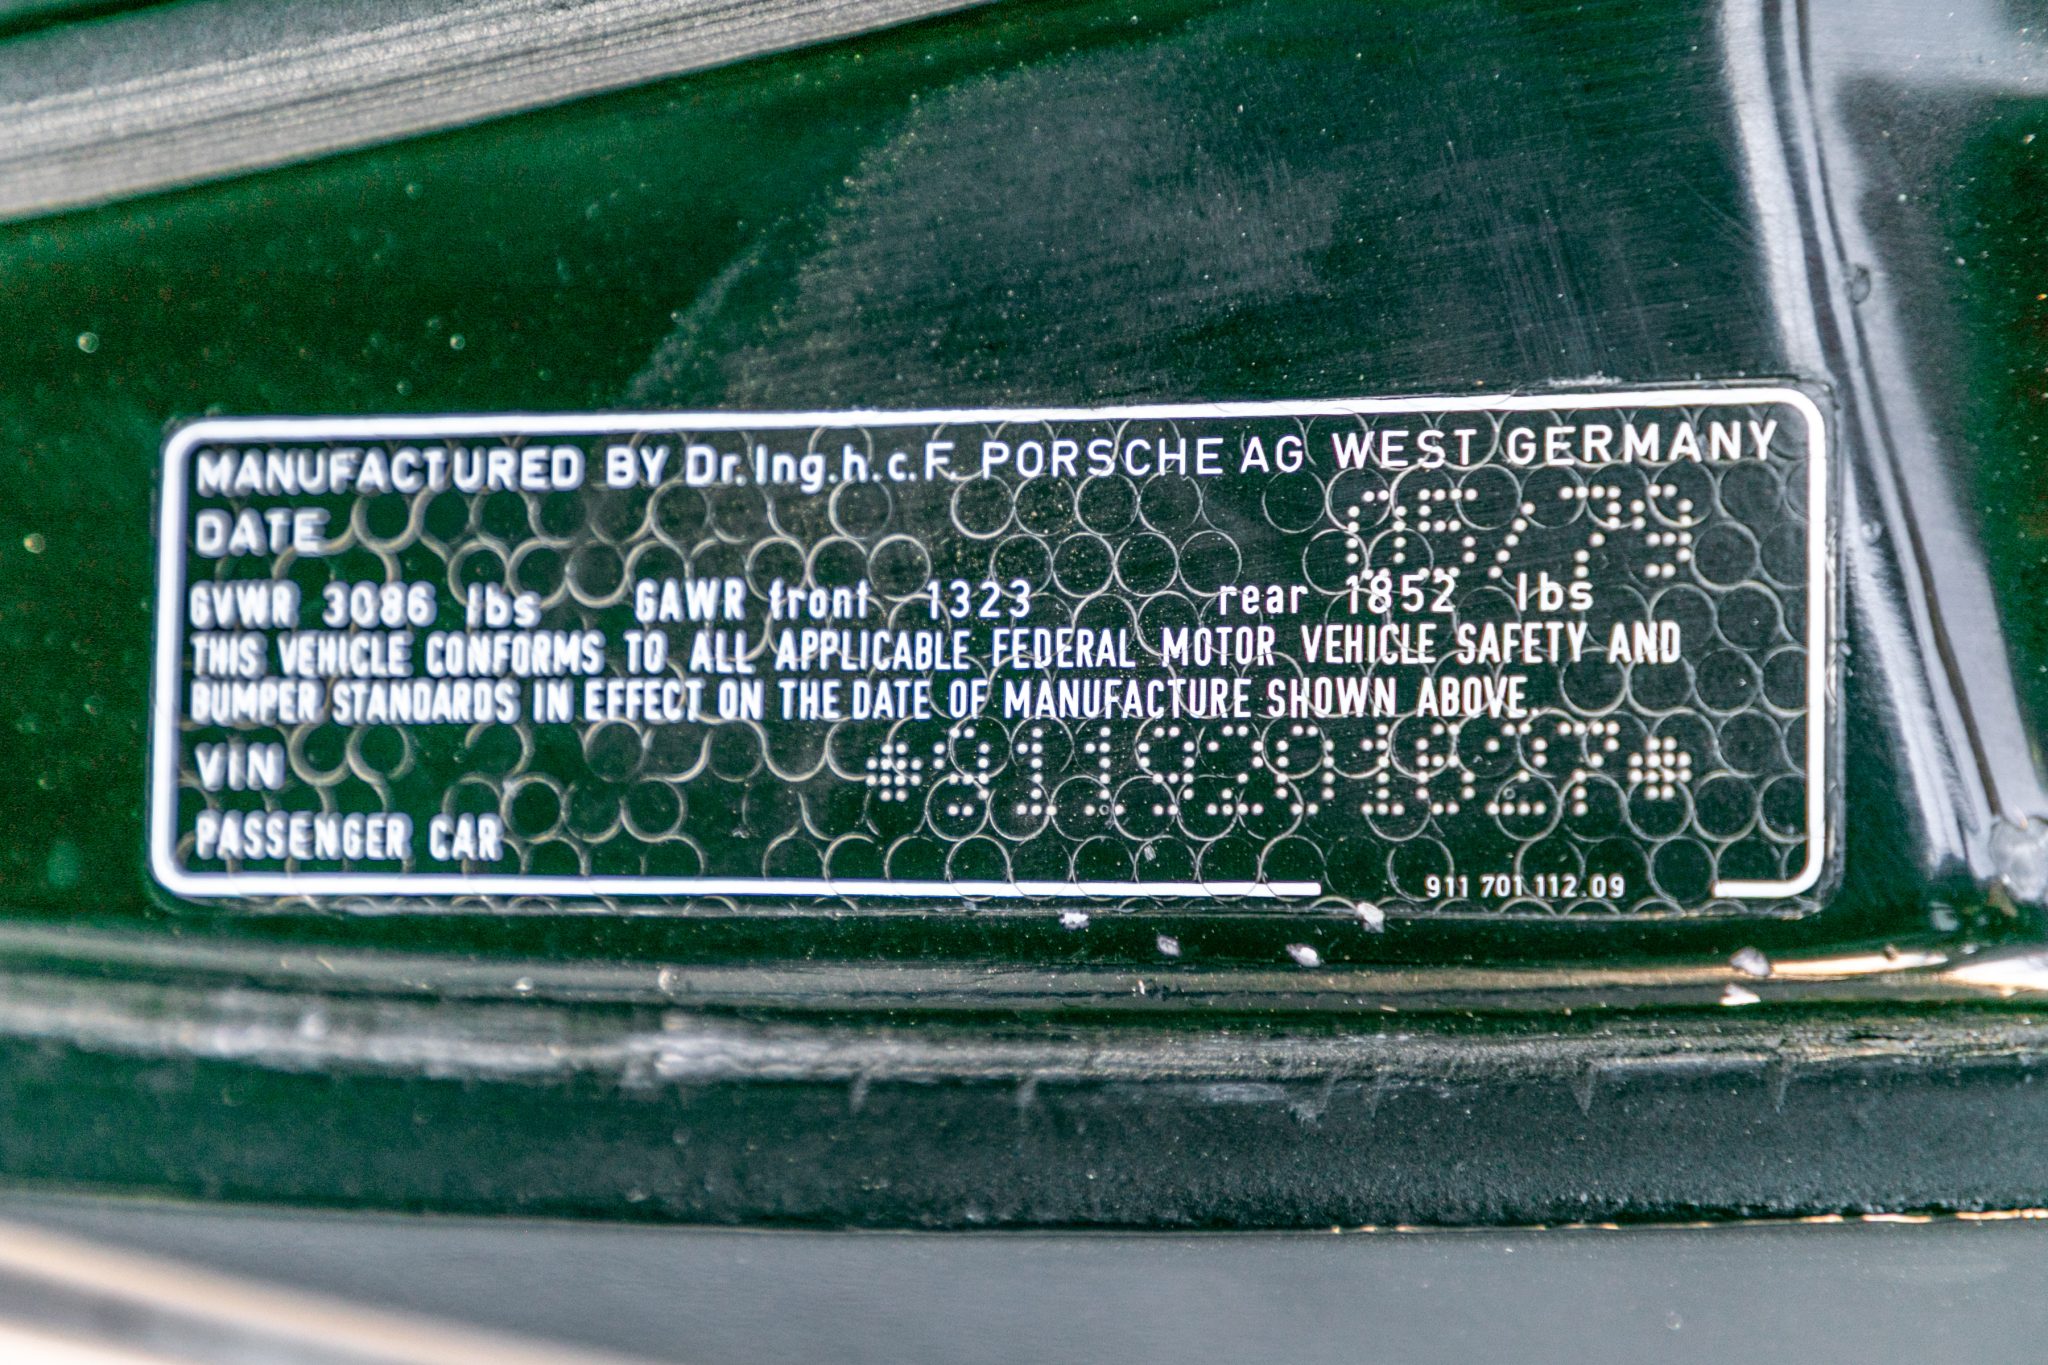 MANUFACTURED BY Dr.Ing.h.c.F. PORSCHE AG WEST GERMANY
DATE 05/79
GVWR 3086 lbs GAWR front 1323 rear 1852 lbs
THIS VEHICLE CONFORMS TO ALL APPLICABLE FEDERAL MOTOR VEHICLE SAFETY AND
BUMPER STANDARDS IN EFFECT ON THE DATE OF MANUFACTURE SHOWN ABOVE.
VIN *9119201627*
PASSENGER CAR
911 701 112 09